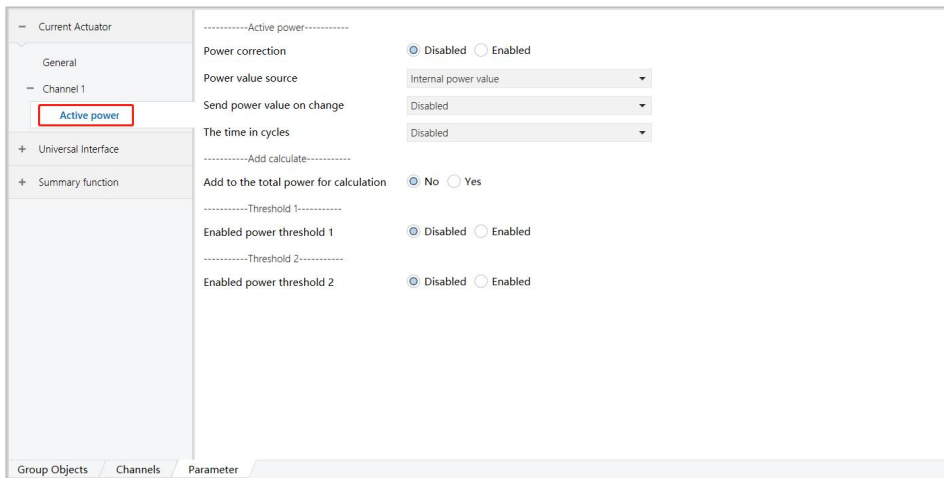 Current Actuator
General
Channel 1
Active power
Universal Interface
Summary function
-----------Active power-----------
Power correction Disabled Enabled
Power value source Internal power value
Send power value on change Disabled
The time in cycles Disabled
-----------Add calculate-----------
Add to the total power for calculation No Yes
-----------Threshold 1-----------
Enabled power threshold 1 Disabled Enabled
-----------Threshold 2-----------
Enabled power threshold 2 Disabled Enabled
Group Objects Channels Parameter